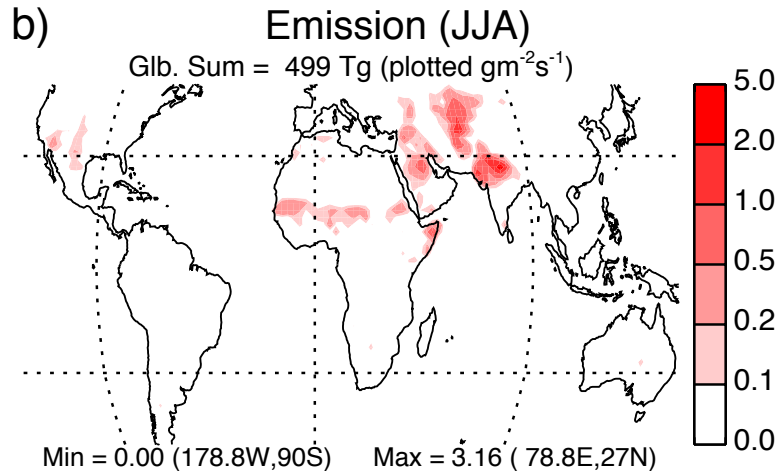 b)
Emission (JJA)
Glb. Sum = 499 Tg (plotted gm⁻²s⁻¹)
5.0
2.0
1.0
0.5
0.2
0.1
0.0
Min = 0.00 (178.8W,90S)
Max = 3.16 ( 78.8E,27N)